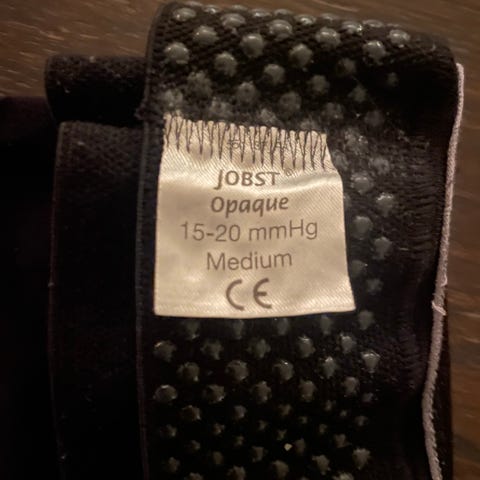 JOBST®
Opaque
15-20 mmHg
Medium
CE